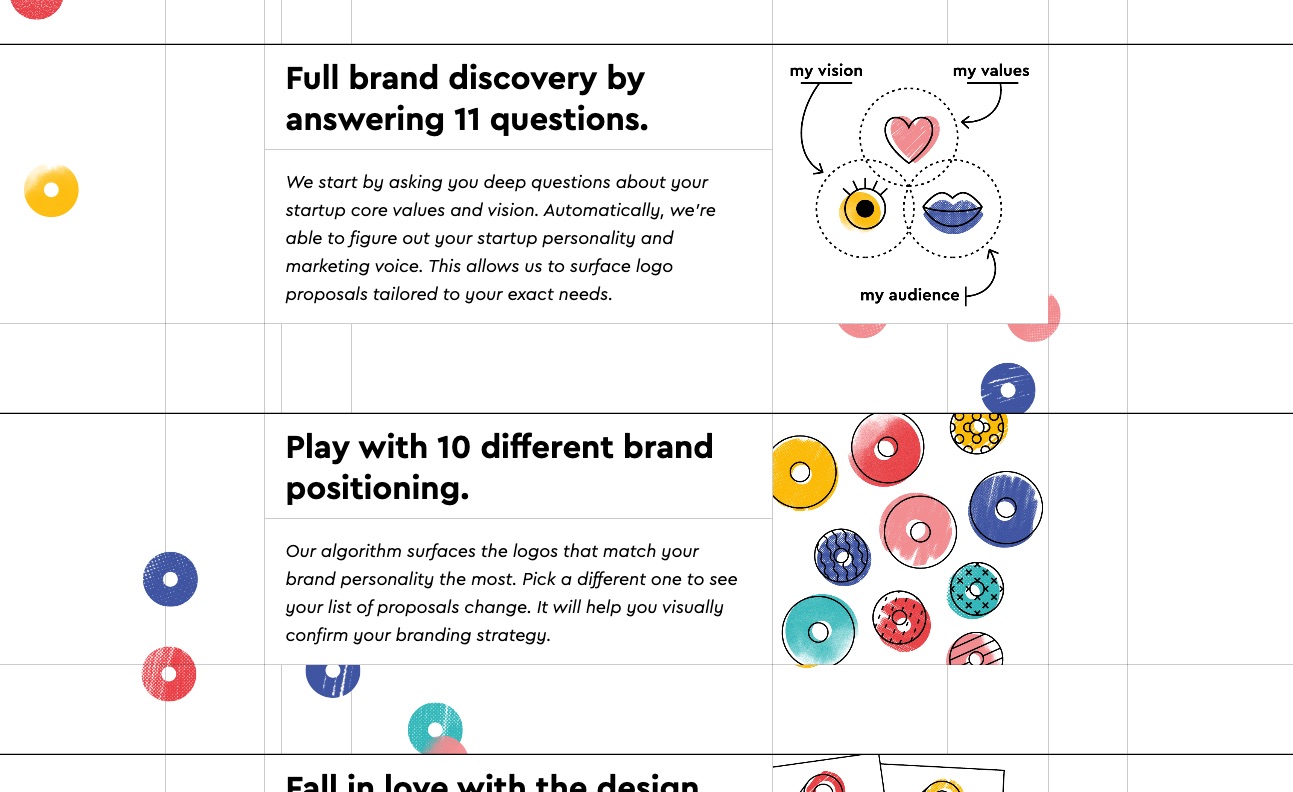 Full brand discovery by
answering 11 questions.
We start by asking you deep questions about your
startup core values and vision. Automatically, we're
able to figure out your startup personality and
marketing voice. This allows us to surface logo
proposals tailored to your exact needs.
my vision
my values
my audience
Play with 10 different brand
positioning.
Our algorithm surfaces the logos that match your
brand personality the most. Pick a different one to see
your list of proposals change. It will help you visually
confirm your branding strategy.
Fall in love with the design